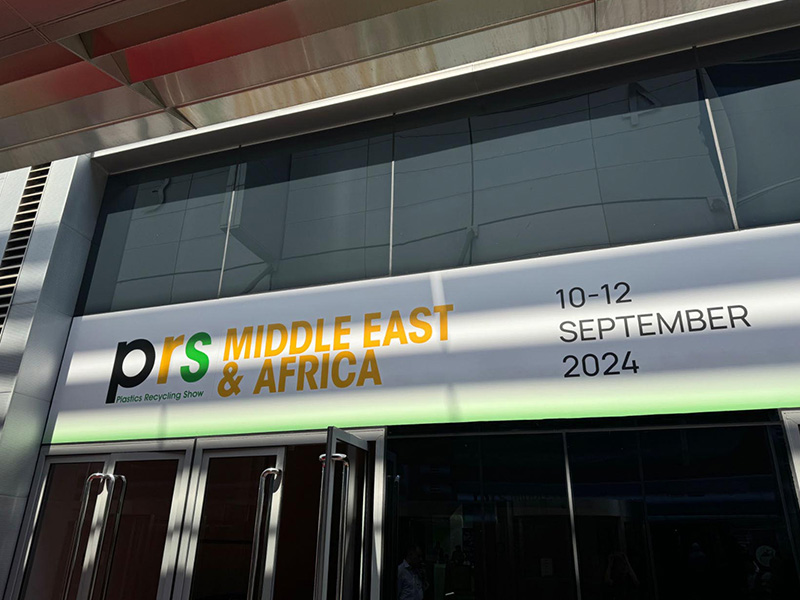 prs
Plastics Recycling Show
MIDDLE EAST
& AFRICA
10-12
SEPTEMBER
2024